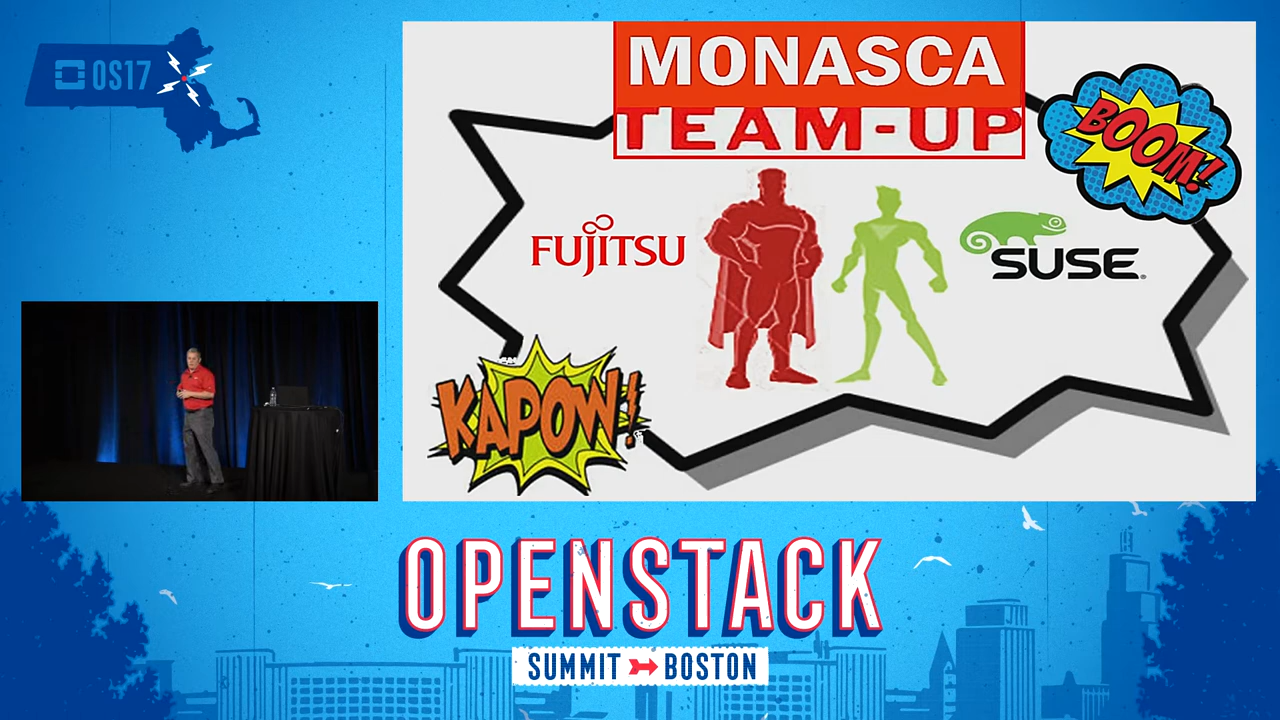 OS17
MONASCA
TEAM-UP
BOOM!
FUJITSU
SUSE
KAPOW!
OPENSTACK
SUMMIT BOSTON